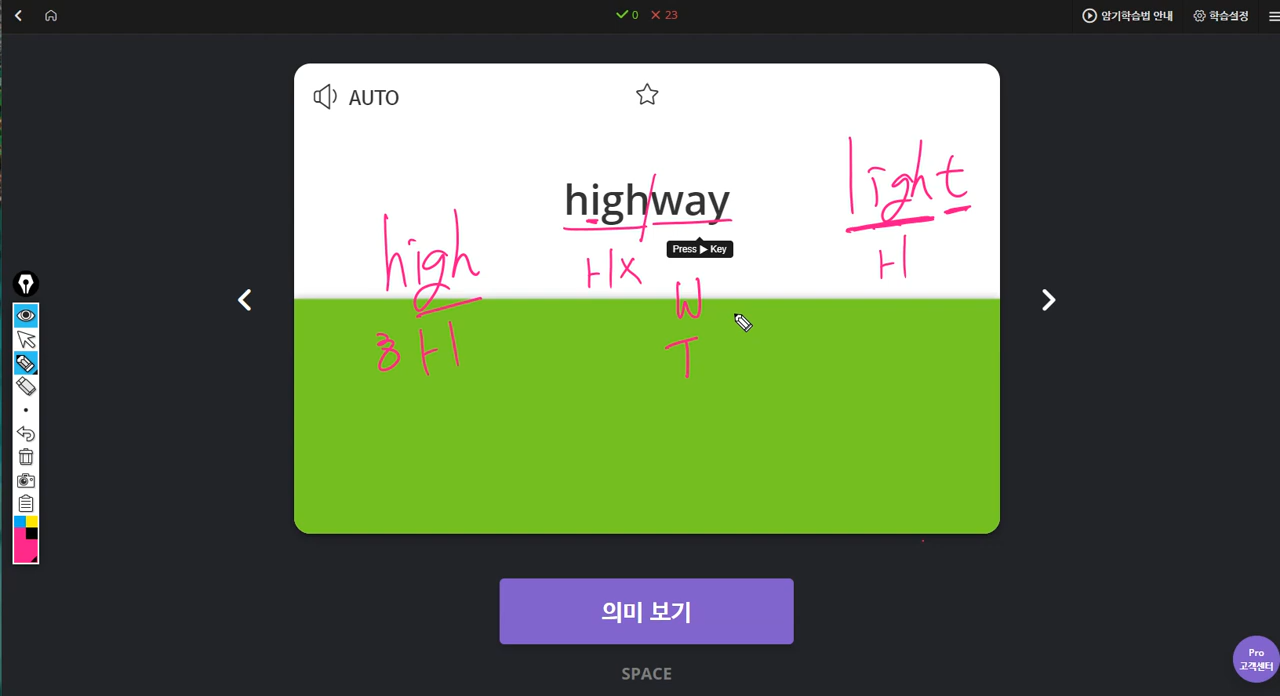 0 23 암기학습법 안내 학습설정
AUTO
highway
light
high
Press ▶ Key
의미 보기
SPACE
Pro
고객센터